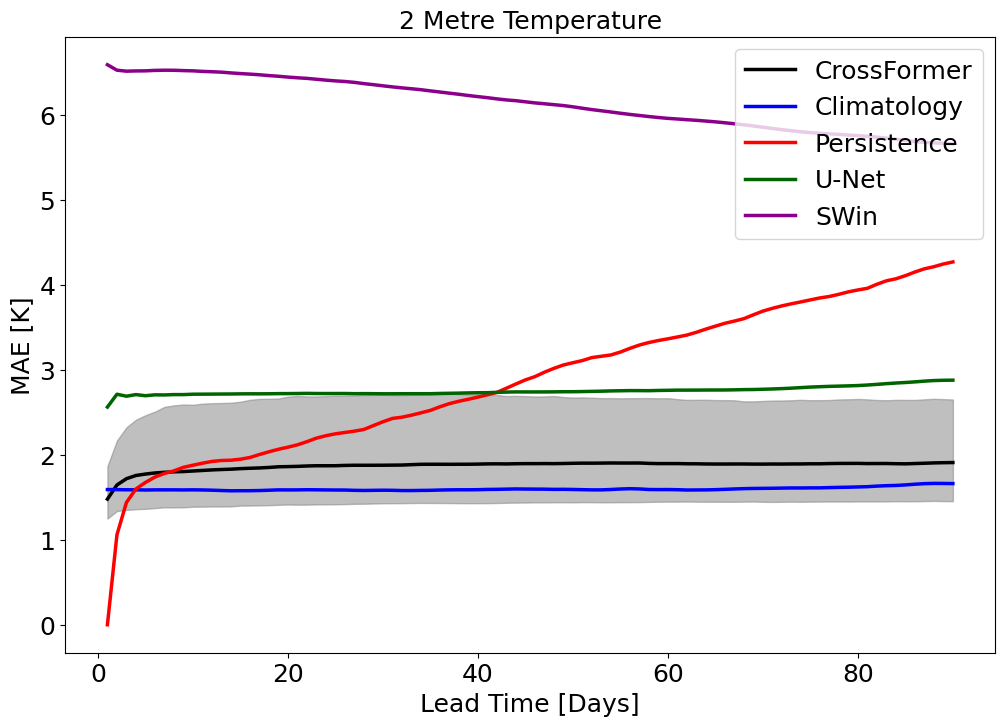 2 Metre Temperature
MAE [K]
6
5
4
3
2
1
0
0 20 40 60 80
Lead Time [Days]
CrossFormer
Climatology
Persistence
U-Net
SWin